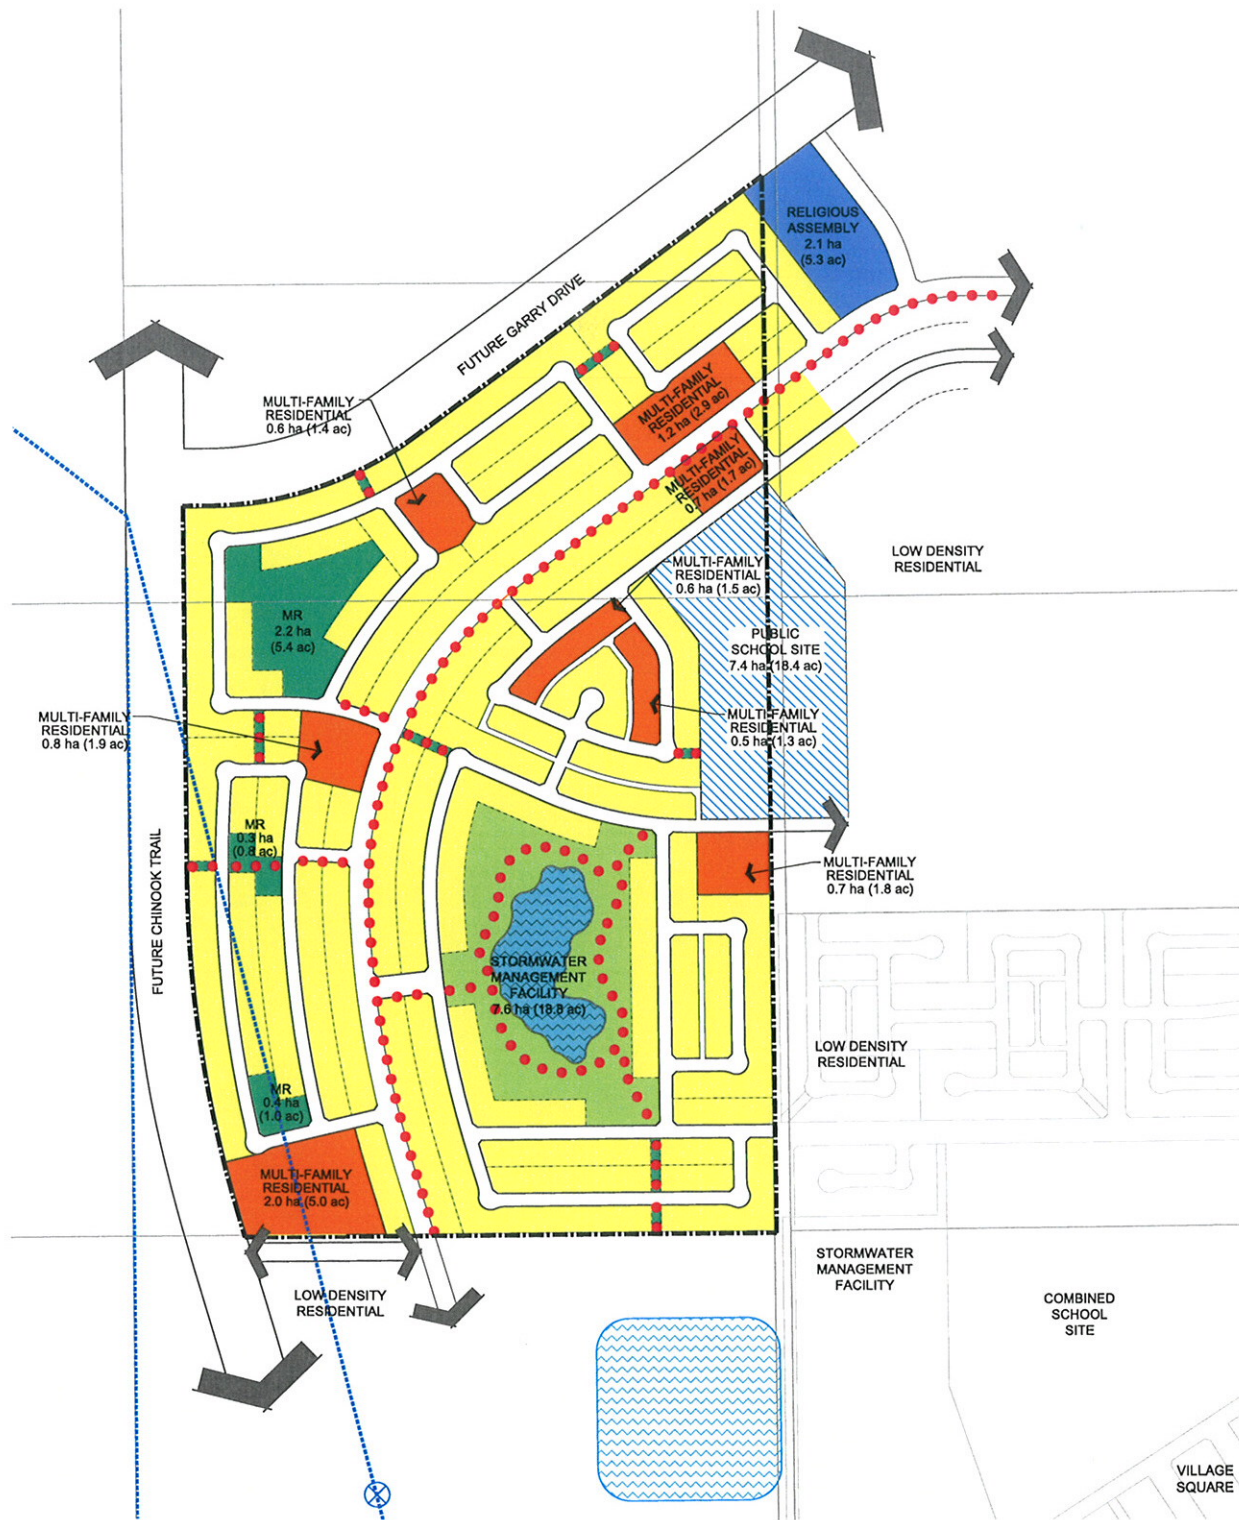 RELIGIOUS
ASSEMBLY
2.1 ha
(5.3 ac)
FUTURE GARRY DRIVE
MULTI-FAMILY
RESIDENTIAL
0.6 ha (1.4 ac)
MULTI-FAMILY
RESIDENTIAL
1.2 ha (2.9 ac)
MULTI-FAMILY
RESIDENTIAL
0.7 ha (1.7 ac)
LOW DENSITY
RESIDENTIAL
MULTI-FAMILY
RESIDENTIAL
0.6 ha (1.5 ac)
MR
2.2 ha
(5.4 ac)
PUBLIC
SCHOOL SITE
7.4 ha (18.4 ac)
MULTI-FAMILY
RESIDENTIAL
0.8 ha (1.9 ac)
MULTI-FAMILY
RESIDENTIAL
0.5 ha (1.3 ac)
MR
0.3 ha
(0.8 ac)
MULTI-FAMILY
RESIDENTIAL
0.7 ha (1.8 ac)
FUTURE CHINOOK TRAIL
STORMWATER
MANAGEMENT
FACILITY
7.6 ha (18.8 ac)
LOW DENSITY
RESIDENTIAL
MR
0.4 ha
(1.0 ac)
MULTI-FAMILY
RESIDENTIAL
2.0 ha (5.0 ac)
LOW DENSITY
RESIDENTIAL
STORMWATER
MANAGEMENT
FACILITY
COMBINED
SCHOOL
SITE
VILLAGE
SQUARE